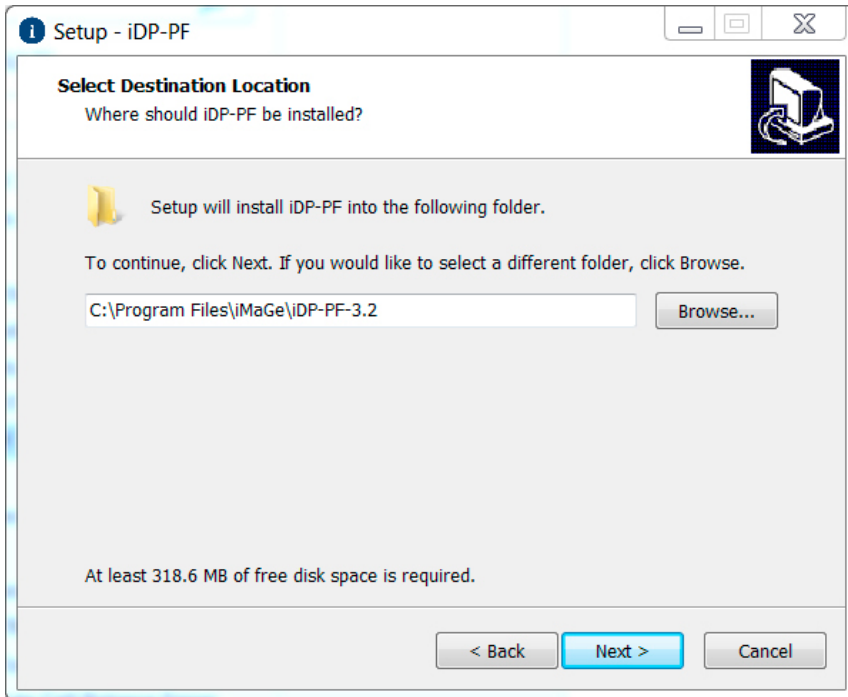 Setup - iDP-PF
Select Destination Location
Where should iDP-PF be installed?
Setup will install iDP-PF into the following folder.
To continue, click Next. If you would like to select a different folder, click Browse.
C:\Program Files\iMaGe\iDP-PF-3.2
Browse...
At least 318.6 MB of free disk space is required.
< Back Next > Cancel